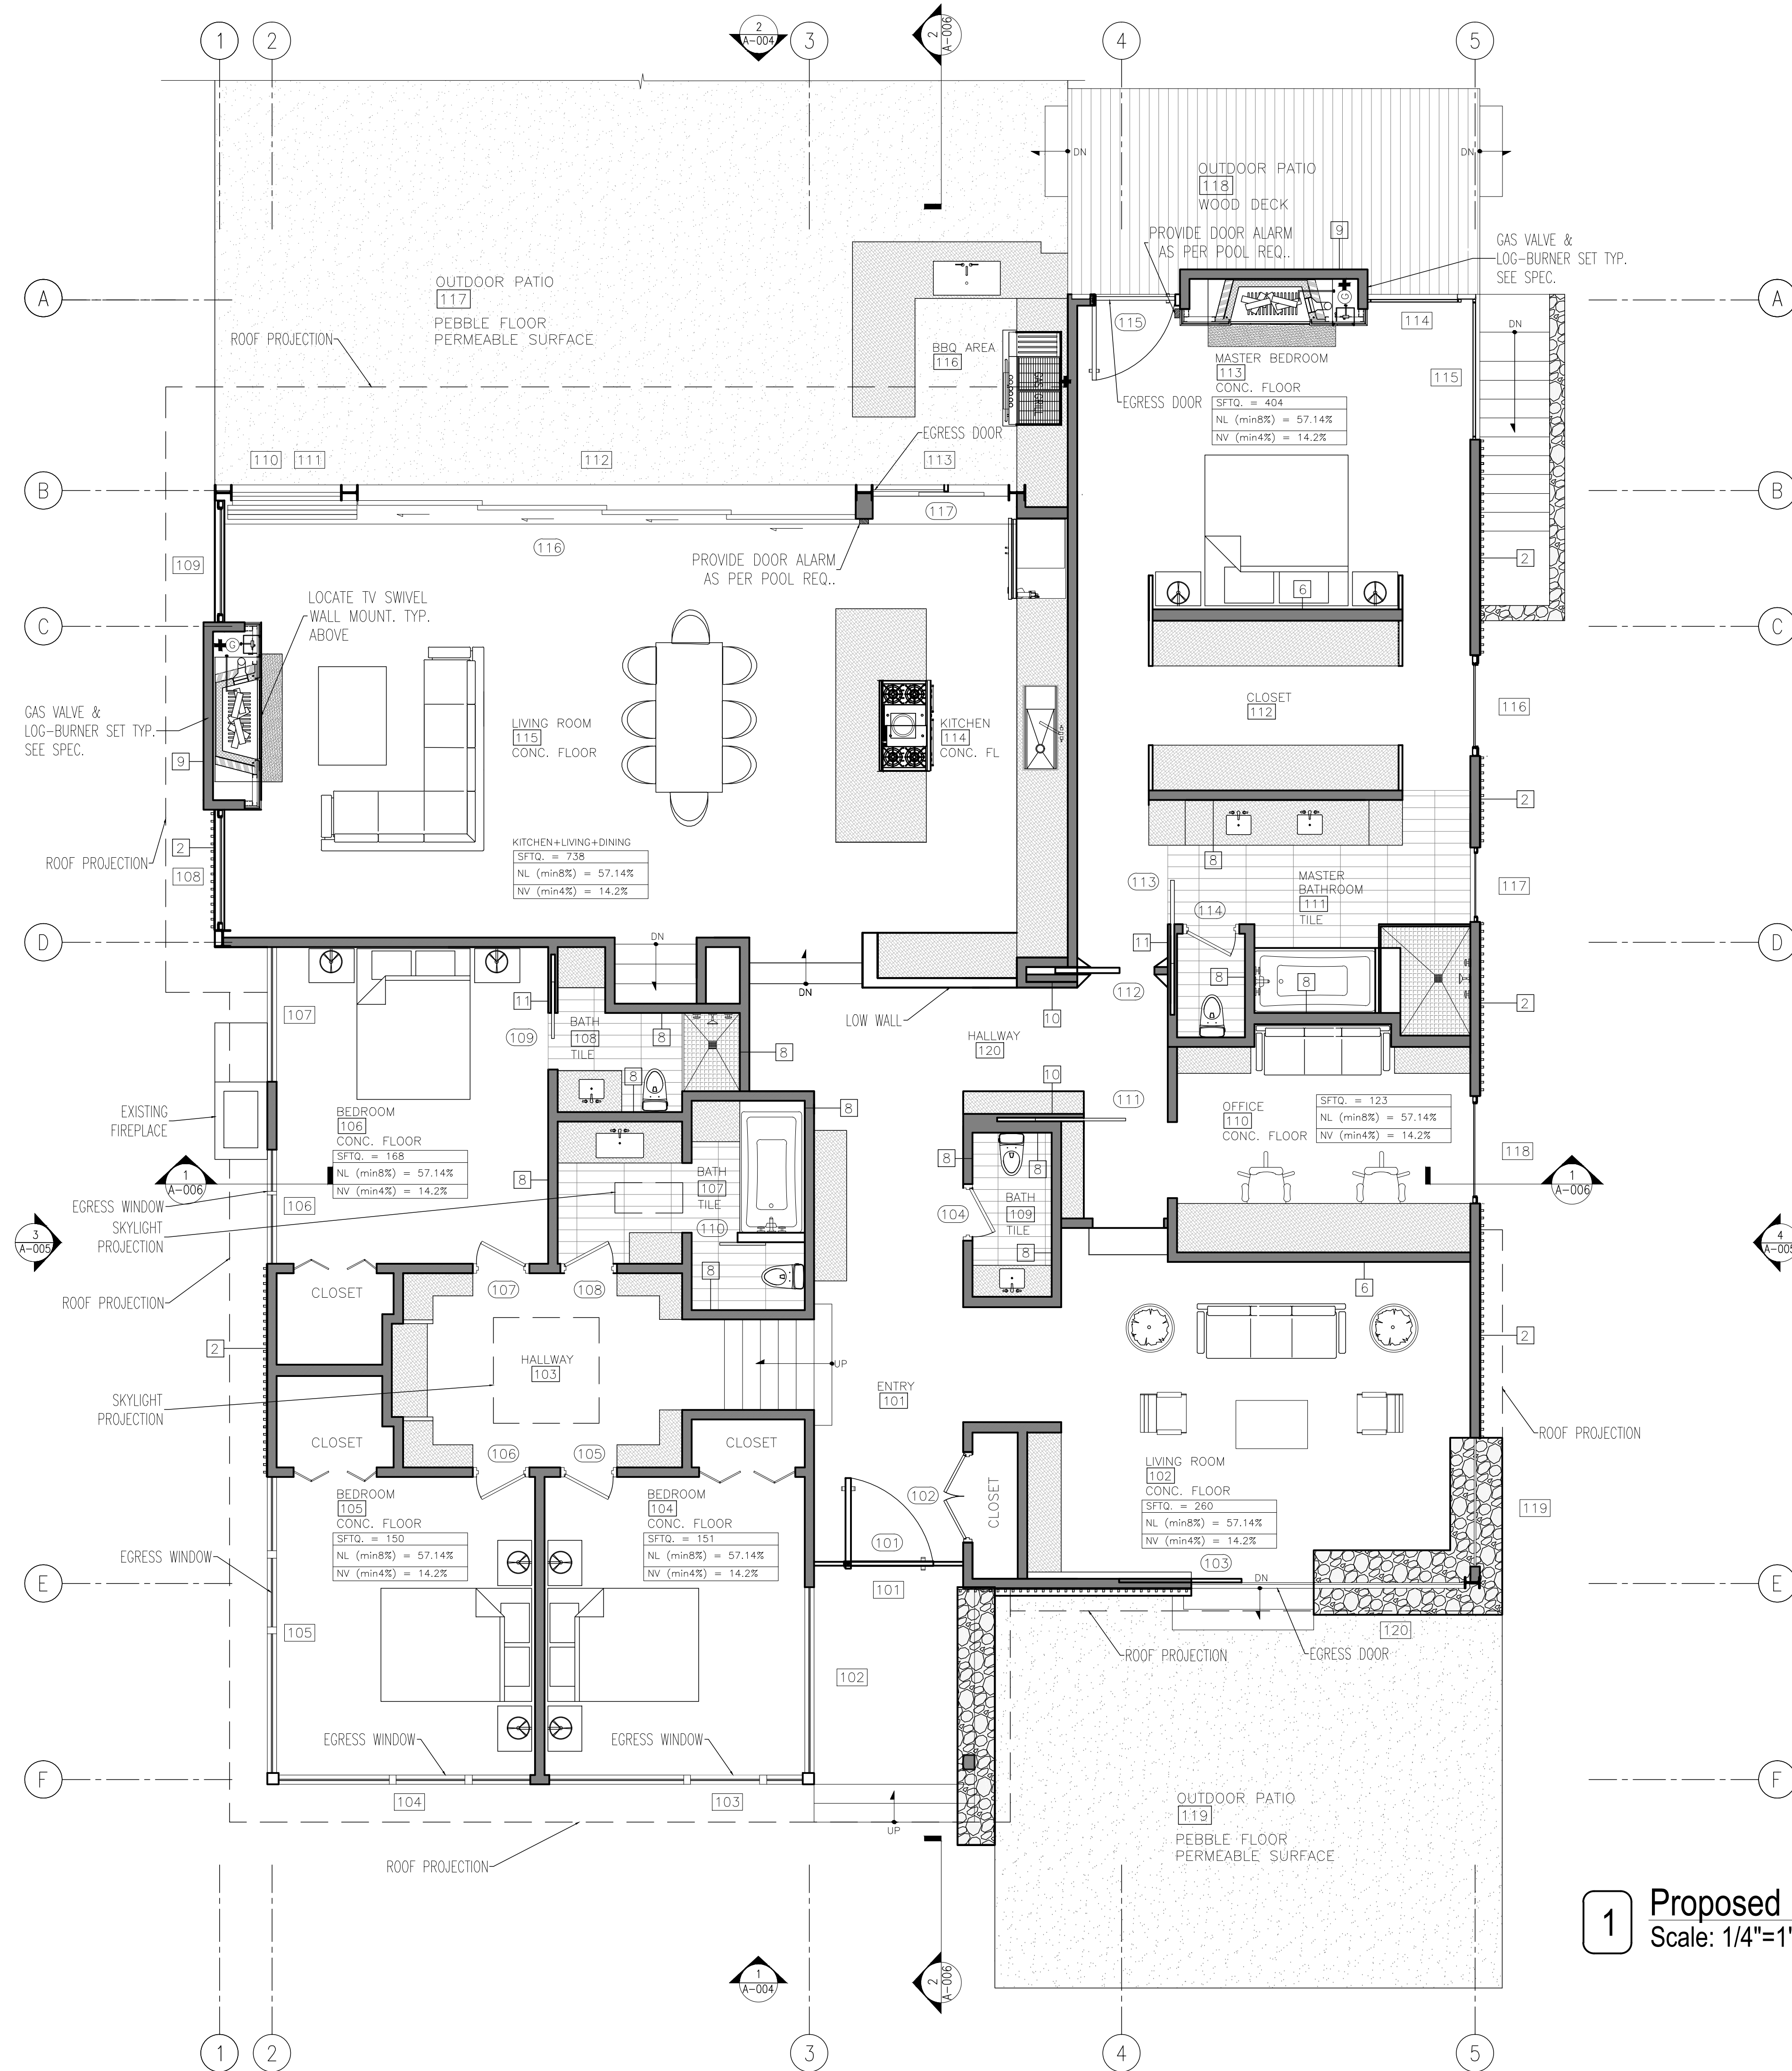 1
2
2
A-004
3
2
A-006
4
5
DN
DN
OUTDOOR PATIO
118
WOOD DECK
PROVIDE DOOR ALARM
AS PER POOL REQ..
9
GAS VALVE &
LOG-BURNER SET TYP.
SEE SPEC.
A
A
OUTDOOR PATIO
117
PEBBLE FLOOR
PERMEABLE SURFACE
ROOF PROJECTION
BBQ AREA
116
GAS GRILL
115
G
114
DN
MASTER BEDROOM
113
CONC. FLOOR
SFTQ. = 404
NL (min8%) = 57.14%
NV (min4%) = 14.2%
115
EGRESS DOOR
EGRESS DOOR
110
111
112
113
B
B
117
116
109
PROVIDE DOOR ALARM
AS PER POOL REQ..
2
6
LOCATE TV SWIVEL
WALL MOUNT. TYP.
ABOVE
C
C
G
GAS VALVE &
LOG-BURNER SET TYP.
SEE SPEC.
9
LIVING ROOM
115
CONC. FLOOR
KITCHEN
114
CONC. FL
CLOSET
112
116
2
ROOF PROJECTION
2
108
KITCHEN+LIVING+DINING
SFTQ. = 738
NL (min8%) = 57.14%
NV (min4%) = 14.2%
8
113
MASTER
BATHROOM
111
TILE
117
114
D
D
DN
DN
11
8
8
2
107
11
109
BATH
108
TILE
8
8
8
LOW WALL
HALLWAY
120
10
112
EXISTING
FIREPLACE
BEDROOM
106
CONC. FLOOR
SFTQ. = 168
NL (min8%) = 57.14%
NV (min4%) = 14.2%
8
10
111
OFFICE
110
CONC. FLOOR
SFTQ. = 123
NL (min8%) = 57.14%
NV (min4%) = 14.2%
118
1
A-006
1
A-006
EGRESS WINDOW
106
SKYLIGHT
PROJECTION
8
BATH
107
TILE
110
8
8
8
BATH
109
TILE
104
8
3
A-005
4
A-005
ROOF PROJECTION
CLOSET
107
108
6
2
2
HALLWAY
103
UP
ENTRY
101
SKYLIGHT
PROJECTION
CLOSET
106
105
CLOSET
ROOF PROJECTION
BEDROOM
105
CONC. FLOOR
SFTQ. = 150
NL (min8%) = 57.14%
NV (min4%) = 14.2%
BEDROOM
104
CONC. FLOOR
SFTQ. = 151
NL (min8%) = 57.14%
NV (min4%) = 14.2%
102
CLOSET
LIVING ROOM
102
CONC. FLOOR
SFTQ. = 260
NL (min8%) = 57.14%
NV (min4%) = 14.2%
119
EGRESS WINDOW
101
103
E
E
101
DN
105
120
ROOF PROJECTION
EGRESS DOOR
102
EGRESS WINDOW
EGRESS WINDOW
F
F
104
103
UP
OUTDOOR PATIO
119
PEBBLE FLOOR
PERMEABLE SURFACE
ROOF PROJECTION
1
Proposed
Scale: 1/4"=1'
1
A-004
2
A-006
1
2
3
4
5